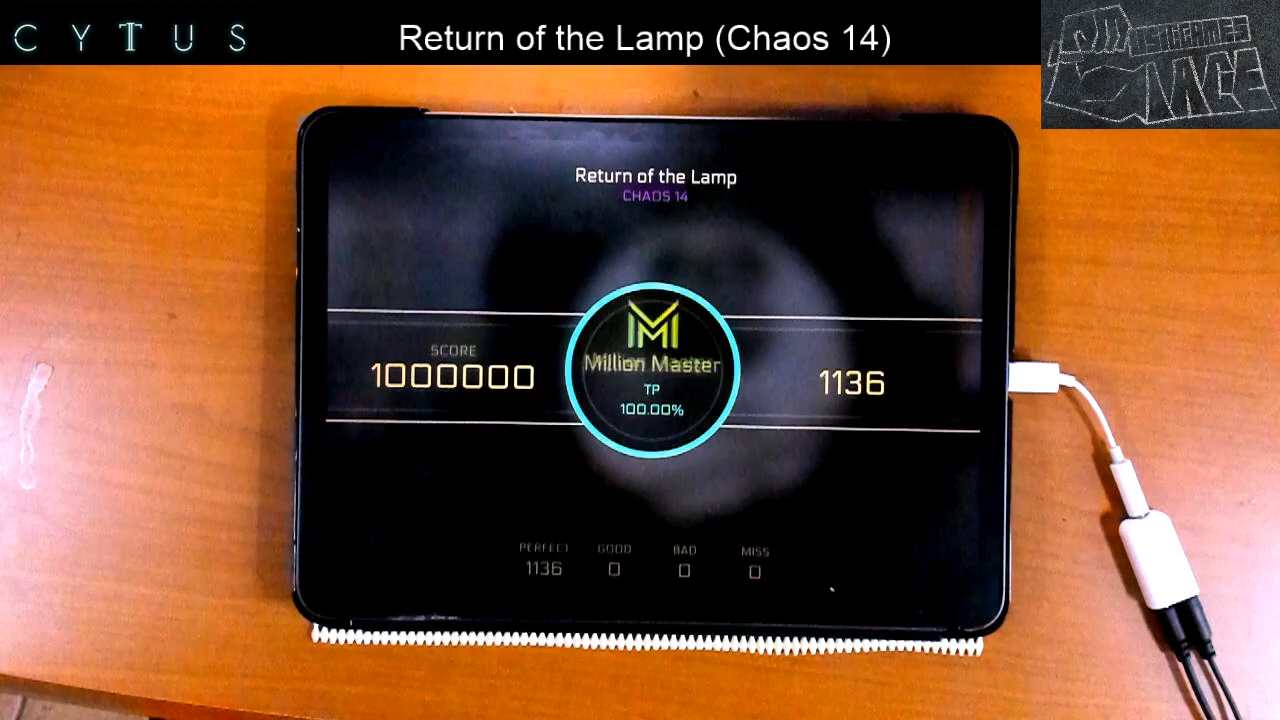 CYTUS
Return of the Lamp (Chaos 14)
Return of the Lamp
CHAOS 14
SCORE
1000000
Million Master
TP
100.00%
1136
PERFECT GOOD BAD MISS
1136 0 0 0